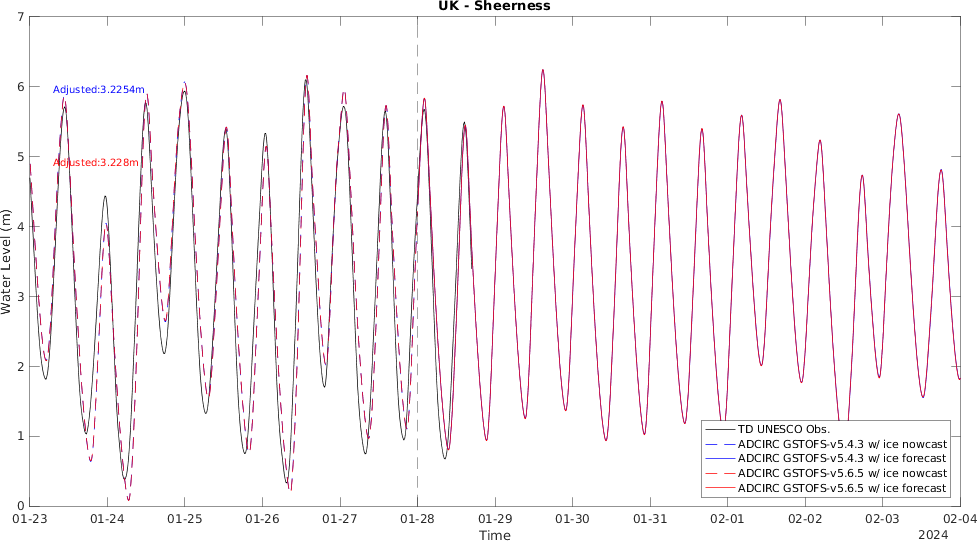 UK - Sheerness
7
6
5
4
3
2
1
0
Water Level (m)
Adjusted:3.2254m
Adjusted:3.228m
TD UNESCO Obs.
ADCIRC GSTOFS-v5.4.3 w/ ice nowcast
ADCIRC GSTOFS-v5.4.3 w/ ice forecast
ADCIRC GSTOFS-v5.6.5 w/ ice nowcast
ADCIRC GSTOFS-v5.6.5 w/ ice forecast
01-23 01-24 01-25 01-26 01-27 01-28 01-29 01-30 01-31 02-01 02-02 02-03 02-04
Time
2024